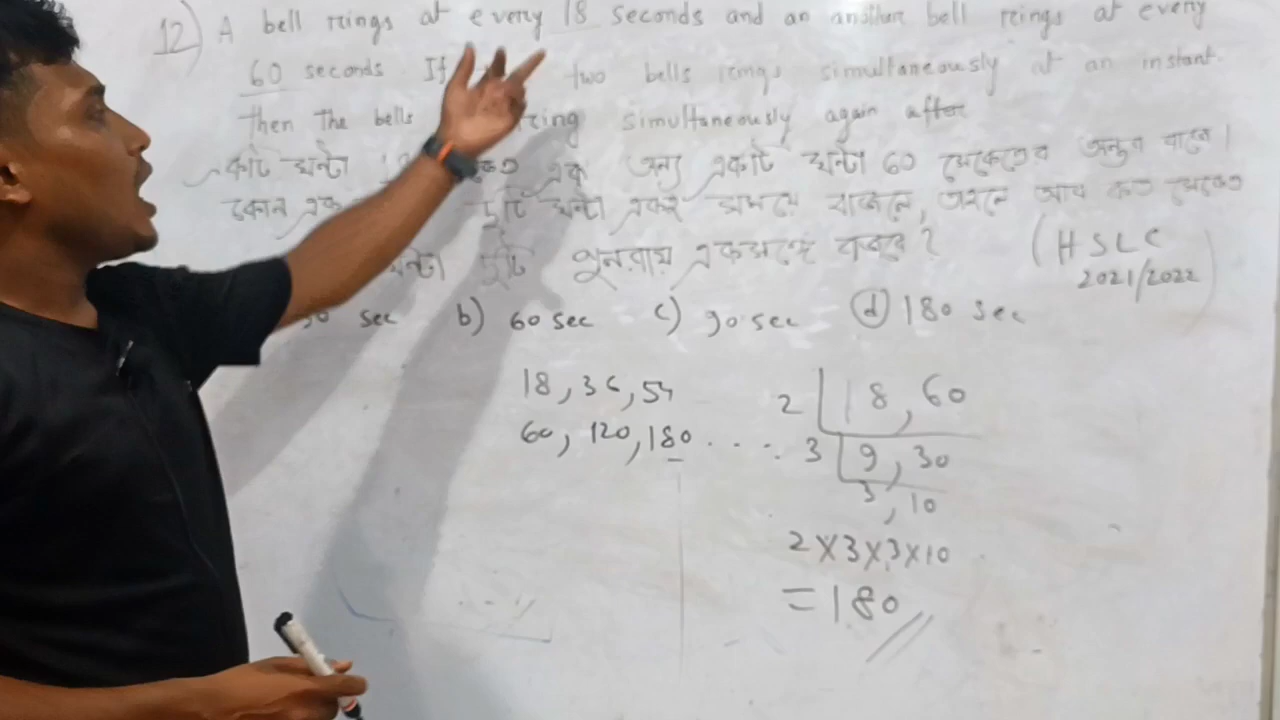 12) A bell rings at every 18 seconds and an another bell rings at every
60 seconds If two bells rings simultaneously at an instant.
then The bells ring simultaneously again after
একটি ঘন্টা অন্য একটি ঘন্টা 60 ছেকেণ্ডৰ অন্তৰ বাজে।
কোনো দুটি ঘন্টা একে সময়ে বাজিলে, তেনে আৰু কত ছেকেণ্ড
ঘন্টা দুটি পুনৰায় একেলগে বাজিব?
(HSLC
2021/2022)
sec b) 60 sec c) 90 sec d) 180 sec
18, 36, 54
60, 120, 180 ....
2 18, 60
3 9, 30
3, 10
2×3×3×10
=180//